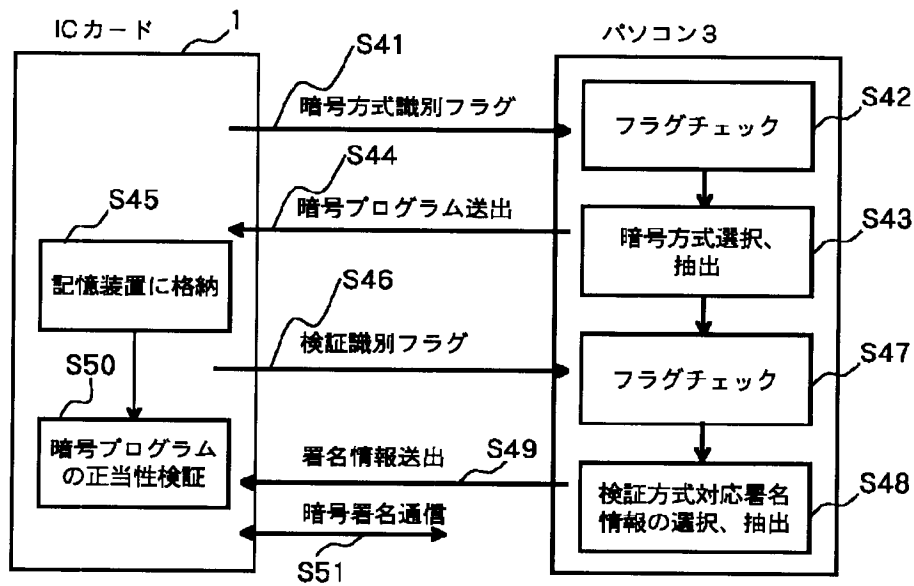 ICカード
1
パソコン3
S41
暗号方式識別フラグ
S42
フラグチェック
S44
暗号プログラム送出
S43
暗号方式選択、
抽出
S45
記憶装置に格納
S46
検証識別フラグ
S47
フラグチェック
S50
暗号プログラム
の正当性検証
S49
署名情報送出
S48
検証方式対応署名
情報の選択、抽出
暗号署名通信
S51